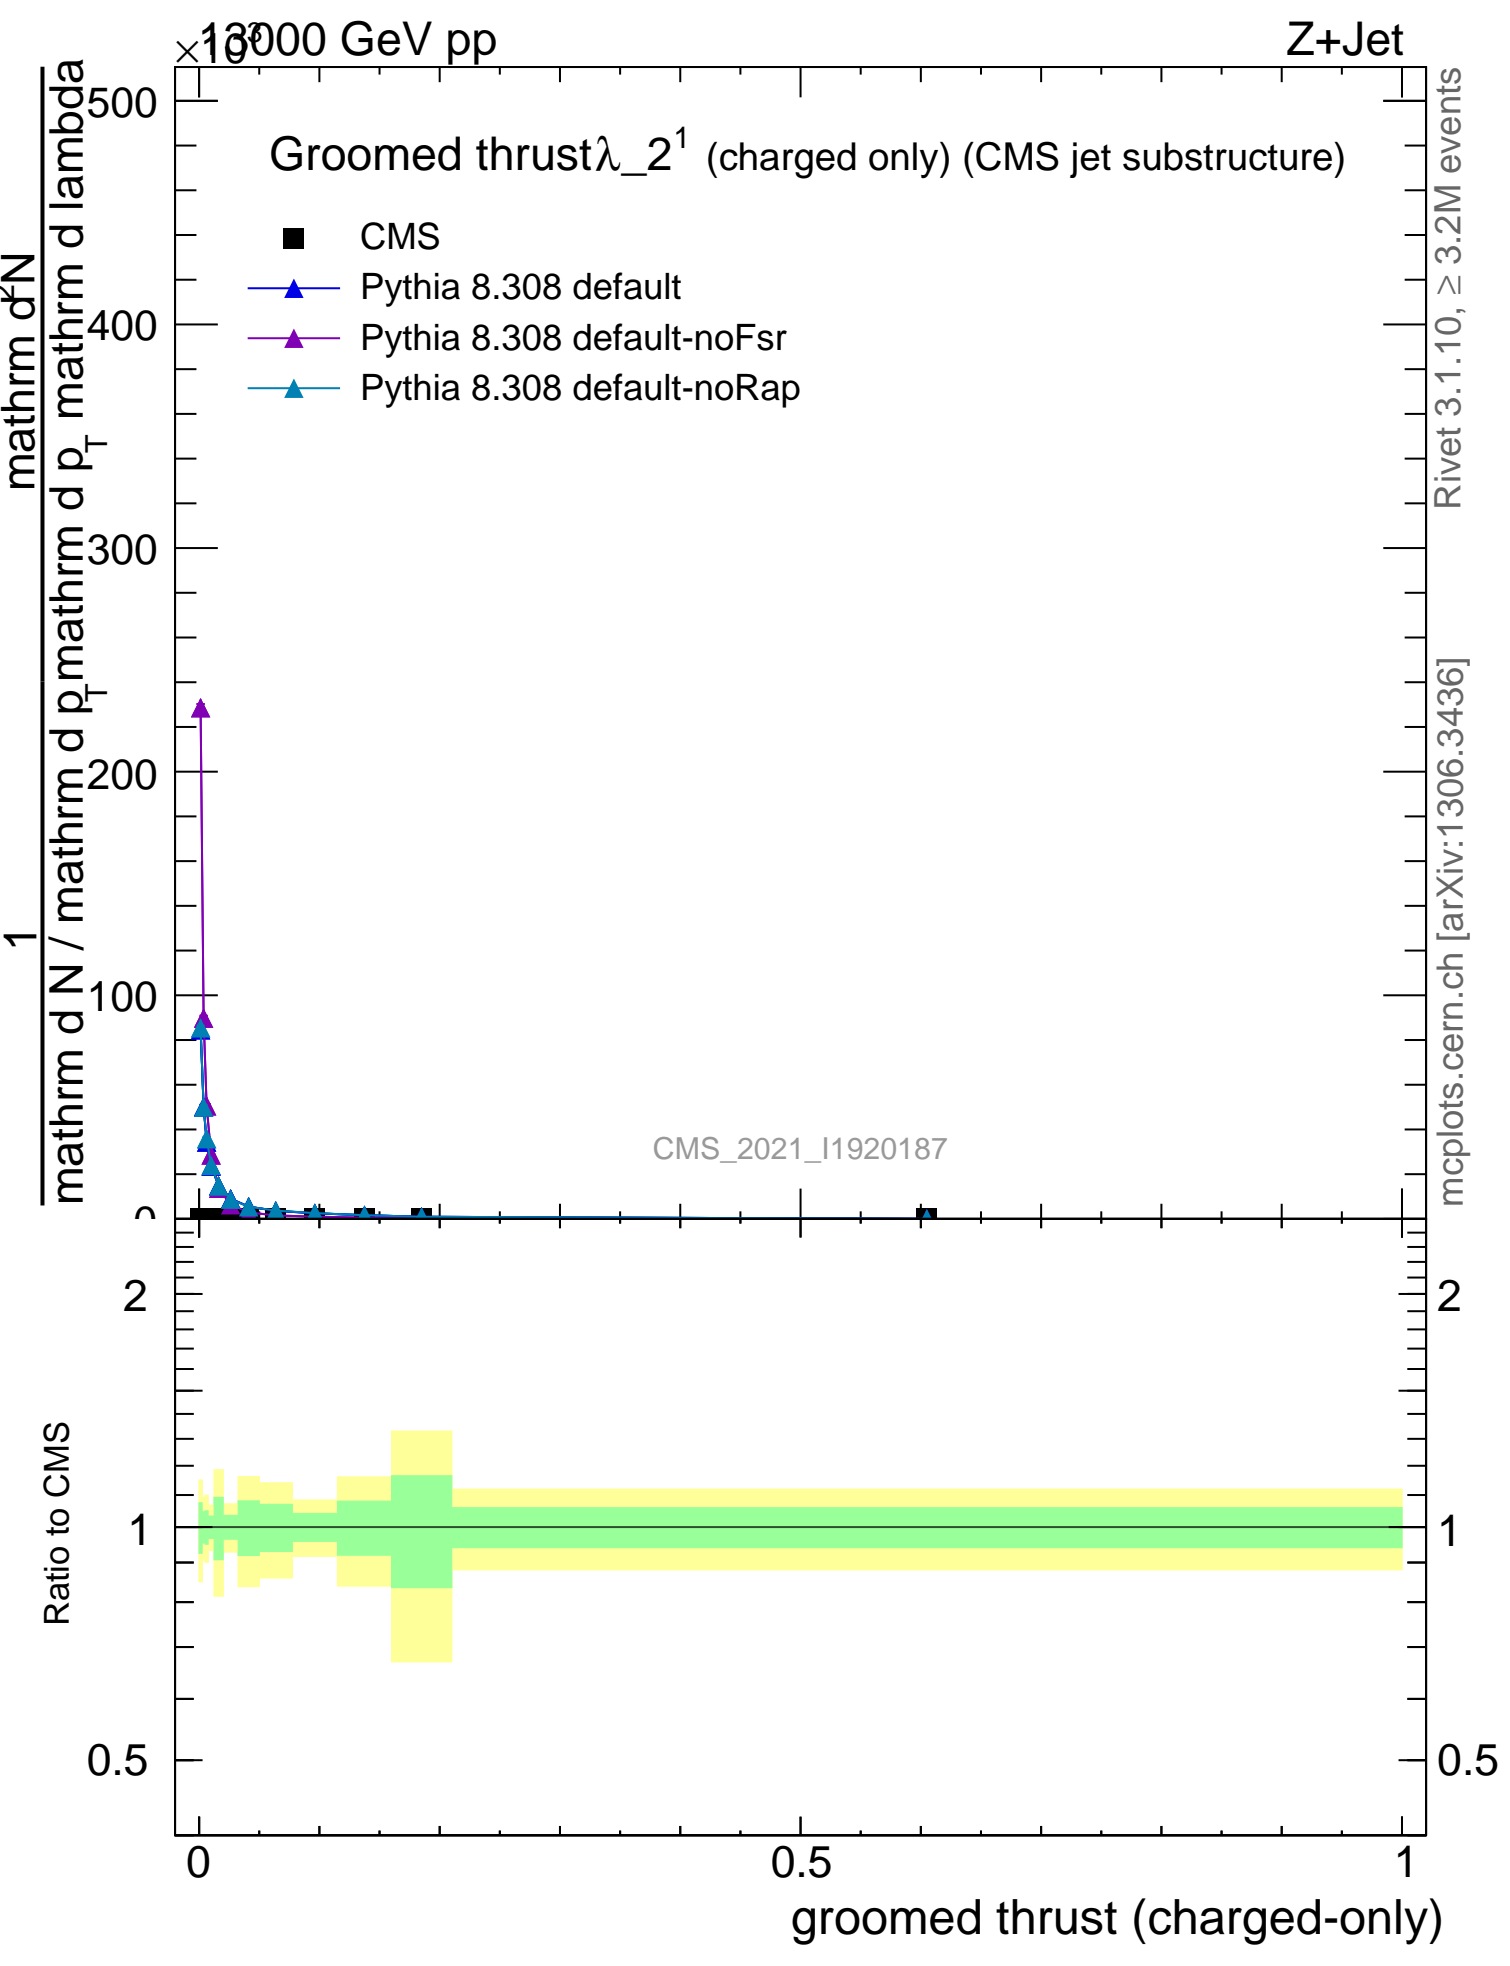 ×10³
13000 GeV pp
Z+Jet
Groomed thrust λ_2¹ (charged only) (CMS jet substructure)
CMS
Pythia 8.308 default
Pythia 8.308 default-noFsr
Pythia 8.308 default-noRap
500
400
300
200
100
0
1
mathrm d N / mathrm d p_T mathrm d p_T mathrm d lambda
mathrm d²N
CMS_2021_I1920187
Rivet 3.1.10, ≥ 3.2M events
mcplots.cern.ch [arXiv:1306.3436]
Ratio to CMS
2
1
0.5
2
1
0.5
0
0.5
1
groomed thrust (charged-only)